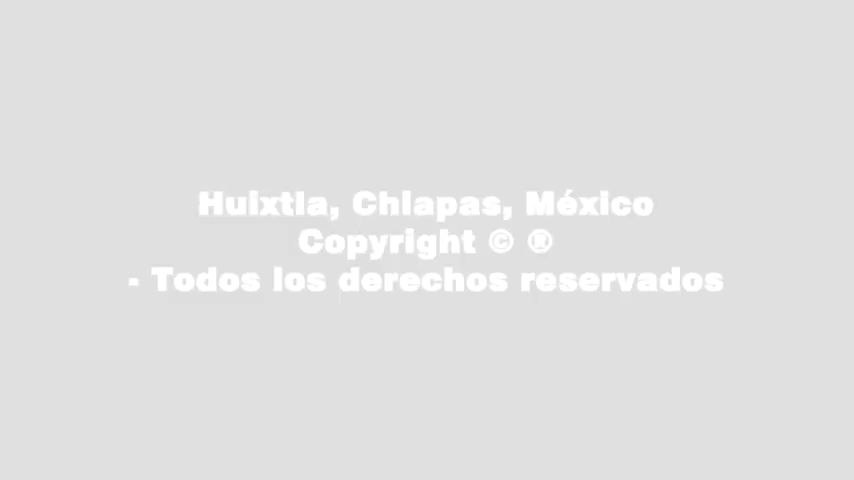 Huixtla, Chiapas, México
Copyright © ®
- Todos los derechos reservados